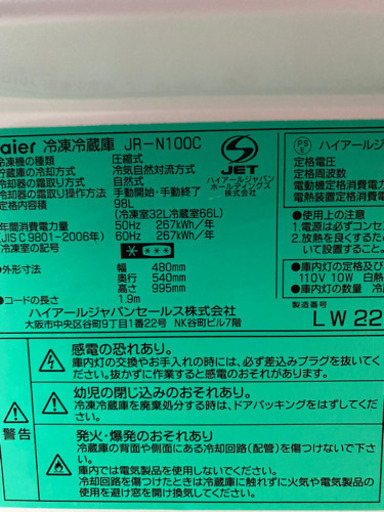 aier 冷凍冷蔵庫 JR-N100C
冷凍機の種類 圧縮式
貯蔵室の冷却方式 冷気自然対流方式
冷却器の霜取り方式 自然式
冷却器の霜取り操作 手動開始・手動終了
定格内容積 98L
(冷凍室32L冷蔵室66L)
年間消費電力量 50Hz 267kWh/年
(JIS C 9801-2006年) 60Hz 267kWh/年
冷凍室の記号
●外形寸法 幅 480mm
奥行 540mm
高さ 995mm
●コードの長さ 1.9m
S
JET
ハイアールジャパン
ホールディングス
株式会社
PS
E
ハイアールジ
定格電圧
定格周波数
電動機定格消費電力
電熱装置定格消費電
●使用上の注意
1.電源は必ずコンセ
2.放熱を良くするため
いて設置すること
●庫内灯の定格及び
110V 10W 白熱
●庫内灯の数量 冷
ハイアールジャパンセールス株式会社
大阪市中央区谷町9丁目1番22号 NK谷町ビル7階
製造番号
LW 22
警告
感電の恐れあり。
庫内灯の交換やお手入れの時には、必ず差込みプラグを抜いてく
ださい。抜かずに作業すると感電のおそれがあります。
幼児の閉じ込みのおそれあり
冷凍冷蔵庫を廃棄処分する時は、ドアパッキングをはずしてくだ
さい。
発火・爆発のおそれあり
冷蔵庫の背面や側面にある冷却回路(配管)を傷つけないで下さ
い。
庫内では電気製品を使用しないでください。
冷却回路を傷つけたときは冷却器に触れずに火気や電気製品の
使用を避け窓を開け換気してください。